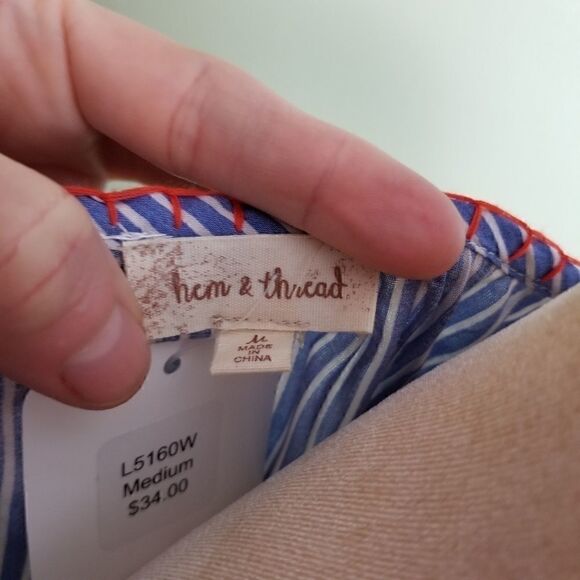 hem & thread
M
MADE
IN
CHINA
L5160W
Medium
$34.00